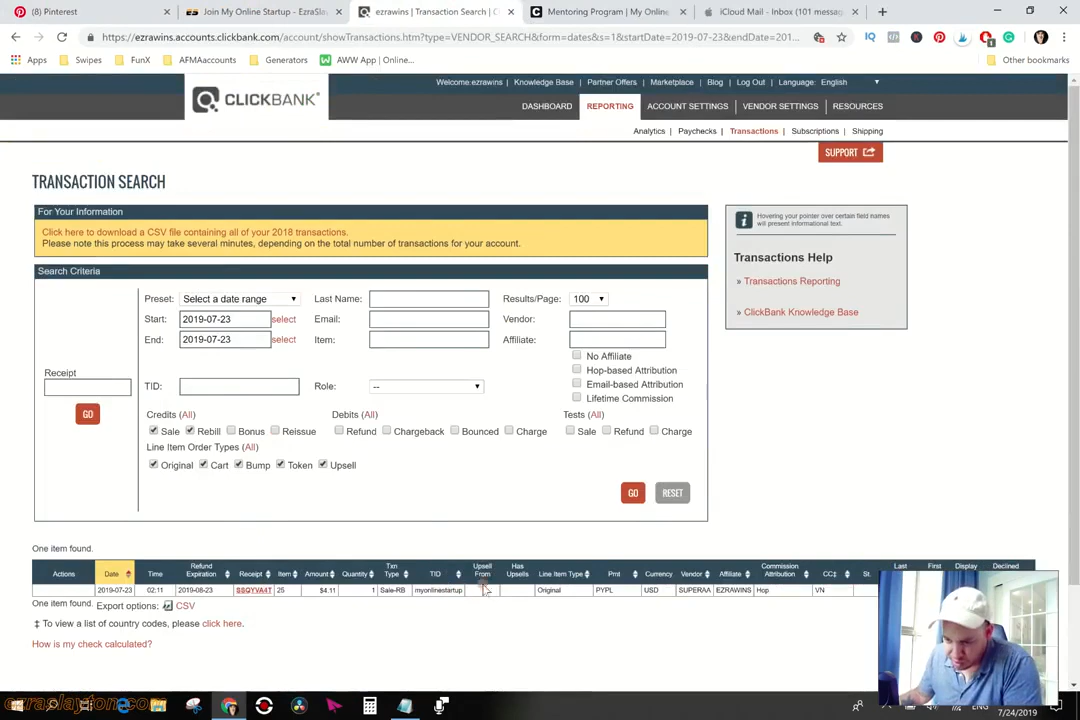 (8) Pinterest
Join My Online Startup - EzraSlay
ezrawins | Transaction Search | C
Mentoring Program | My Online
iCloud Mail - Inbox (101 messag
https://ezrawins.accounts.clickbank.com/account/showTransactions.htm?type=VENDOR_SEARCH&form=dates&s=1&startDate=2019-07-23&endDate=201...
Apps
Swipes
FunX
AFMAccounts
Generators
AWW App | Online...
Other bookmarks
Welcome:ezrawins | Knowledge Base | Partner Offers | Marketplace | Blog | Log Out | Language: English
CLICKBANK
DASHBOARD
REPORTING
ACCOUNT SETTINGS
VENDOR SETTINGS
RESOURCES
Analytics | Paychecks | Transactions | Subscriptions | Shipping
SUPPORT
TRANSACTION SEARCH
For Your Information
Click here to download a CSV file containing all of your 2018 transactions.
Please note this process may take several minutes, depending on the total number of transactions for your account.
Hovering your pointer over certain field names
will present informational text.
Transactions Help
» Transactions Reporting
» ClickBank Knowledge Base
Search Criteria
Preset: Select a date range
Last Name:
Results/Page: 100
Start: 2019-07-23 select
Email:
Vendor:
End: 2019-07-23 select
Item:
Affiliate:
No Affiliate
Hop-based Attribution
Email-based Attribution
Lifetime Commission
Receipt
GO
TID:
Role: --
Credits (All)
Debits (All)
Tests (All)
Sale Rebill Bonus Reissue
Refund Chargeback Bounced Charge
Sale Refund Charge
Line Item Order Types (All)
Original Cart Bump Token Upsell
GO
RESET
One item found.
Actions Date Time Refund Expiration Receipt Item Amount Quantity Txn Type TID Upsell From Has Upsells Line Item Type Pmt Currency Vendor Affiliate Commission Attribution CC‡ St. Last First Display Declined
2019-07-23 02:11 2019-08-23 SSQYVA4T 25 $4.11 1 Sale-RB myonlinestartup Original PYPL USD SUPERAA EZRAWINS Hop VN
One item found.
Export options: CSV
‡ To view a list of country codes, please click here.
How is my check calculated?
ezraslayton.com
ENG
7/24/2019